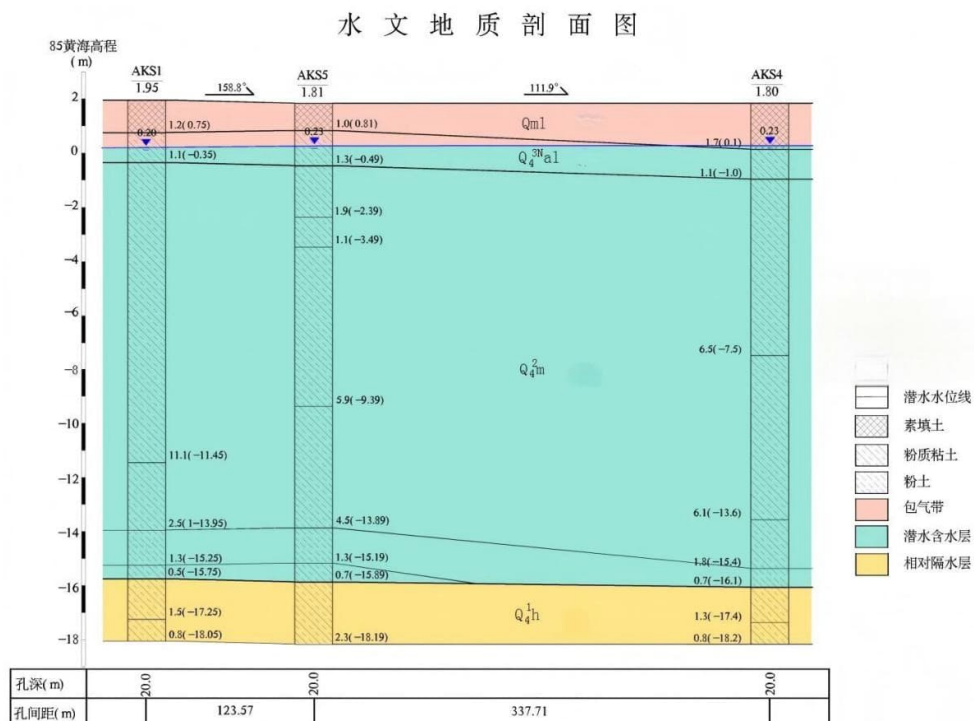 水文地质剖面图
85黄海高程
(m)
AKS1
1.95
158.8°
AKS5
1.81
111.9°
AKS4
1.80
2
0
−2
−4
−6
−8
−10
−12
−14
−16
−18
0.20
1.2(0.75)
1.1(−0.35)
11.1(−11.45)
2.5(1−13.95)
1.3(−15.25)
0.5(−15.75)
1.5(−17.25)
0.8(−18.05)
0.23
1.0(0.81)
1.3(−0.49)
1.9(−2.39)
1.1(−3.49)
5.9(−9.39)
4.5(−13.89)
1.3(−15.19)
0.7(−15.89)
2.3(−18.19)
Qml
Q₄³ᴺal
Q₄²m
Q₄¹h
0.23
1.7(0.1)
1.1(−1.0)
6.5(−7.5)
6.1(−13.6)
1.8(−15.4)
0.7(−16.1)
1.3(−17.4)
0.8(−18.2)
潜水水位线
素填土
粉质粘土
粉土
包气带
潜水含水层
相对隔水层
孔深(m) 20.0 20.0 20.0
孔间距(m) 123.57 337.71